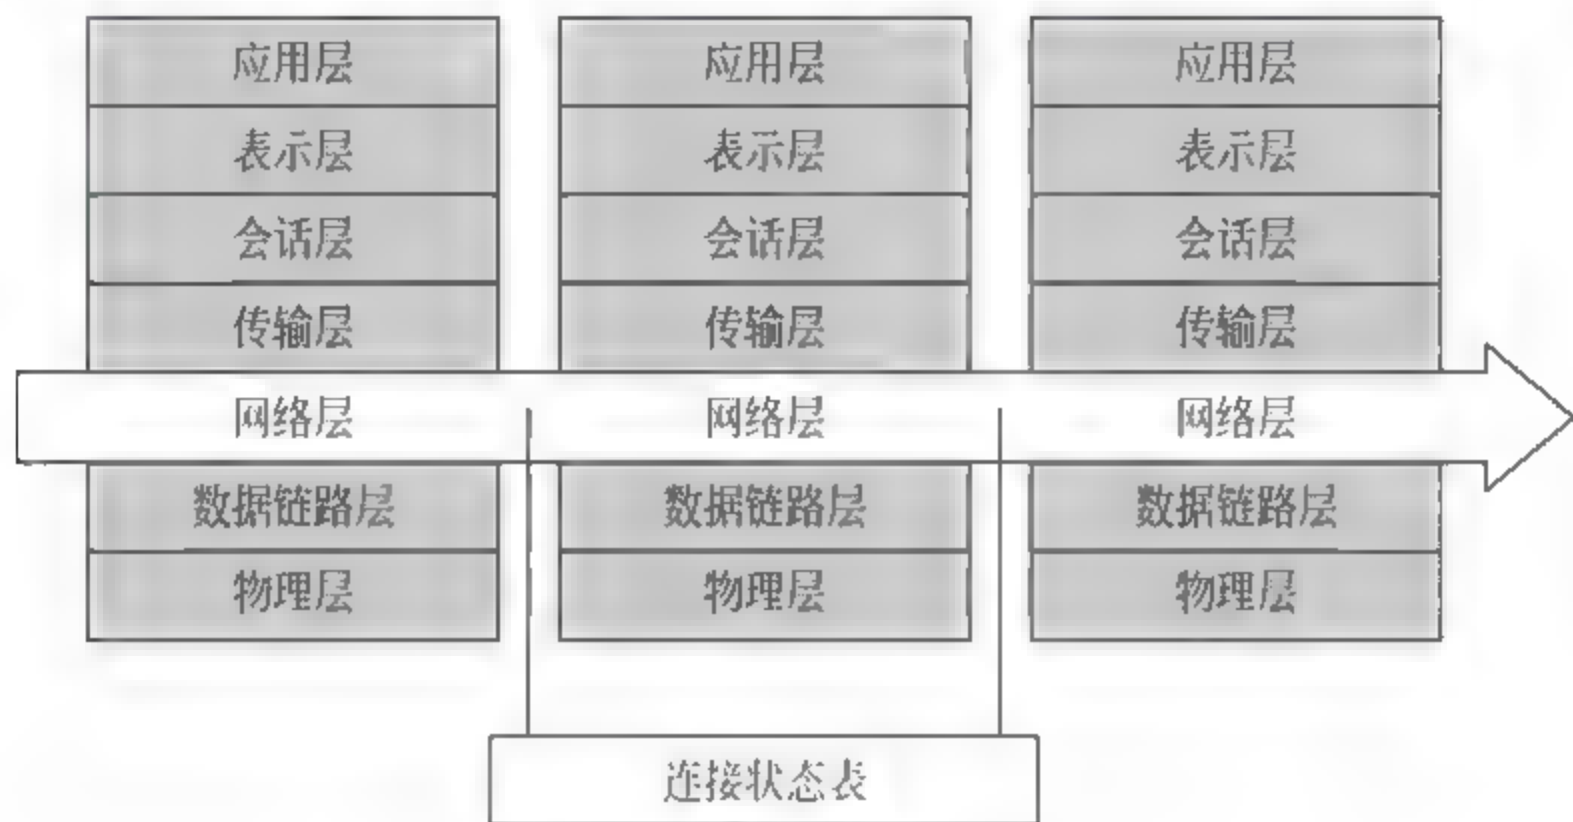 应用层 应用层 应用层
表示层 表示层 表示层
会话层 会话层 会话层
传输层 传输层 传输层
网络层 网络层 网络层
数据链路层 数据链路层 数据链路层
物理层 物理层 物理层
连接状态表